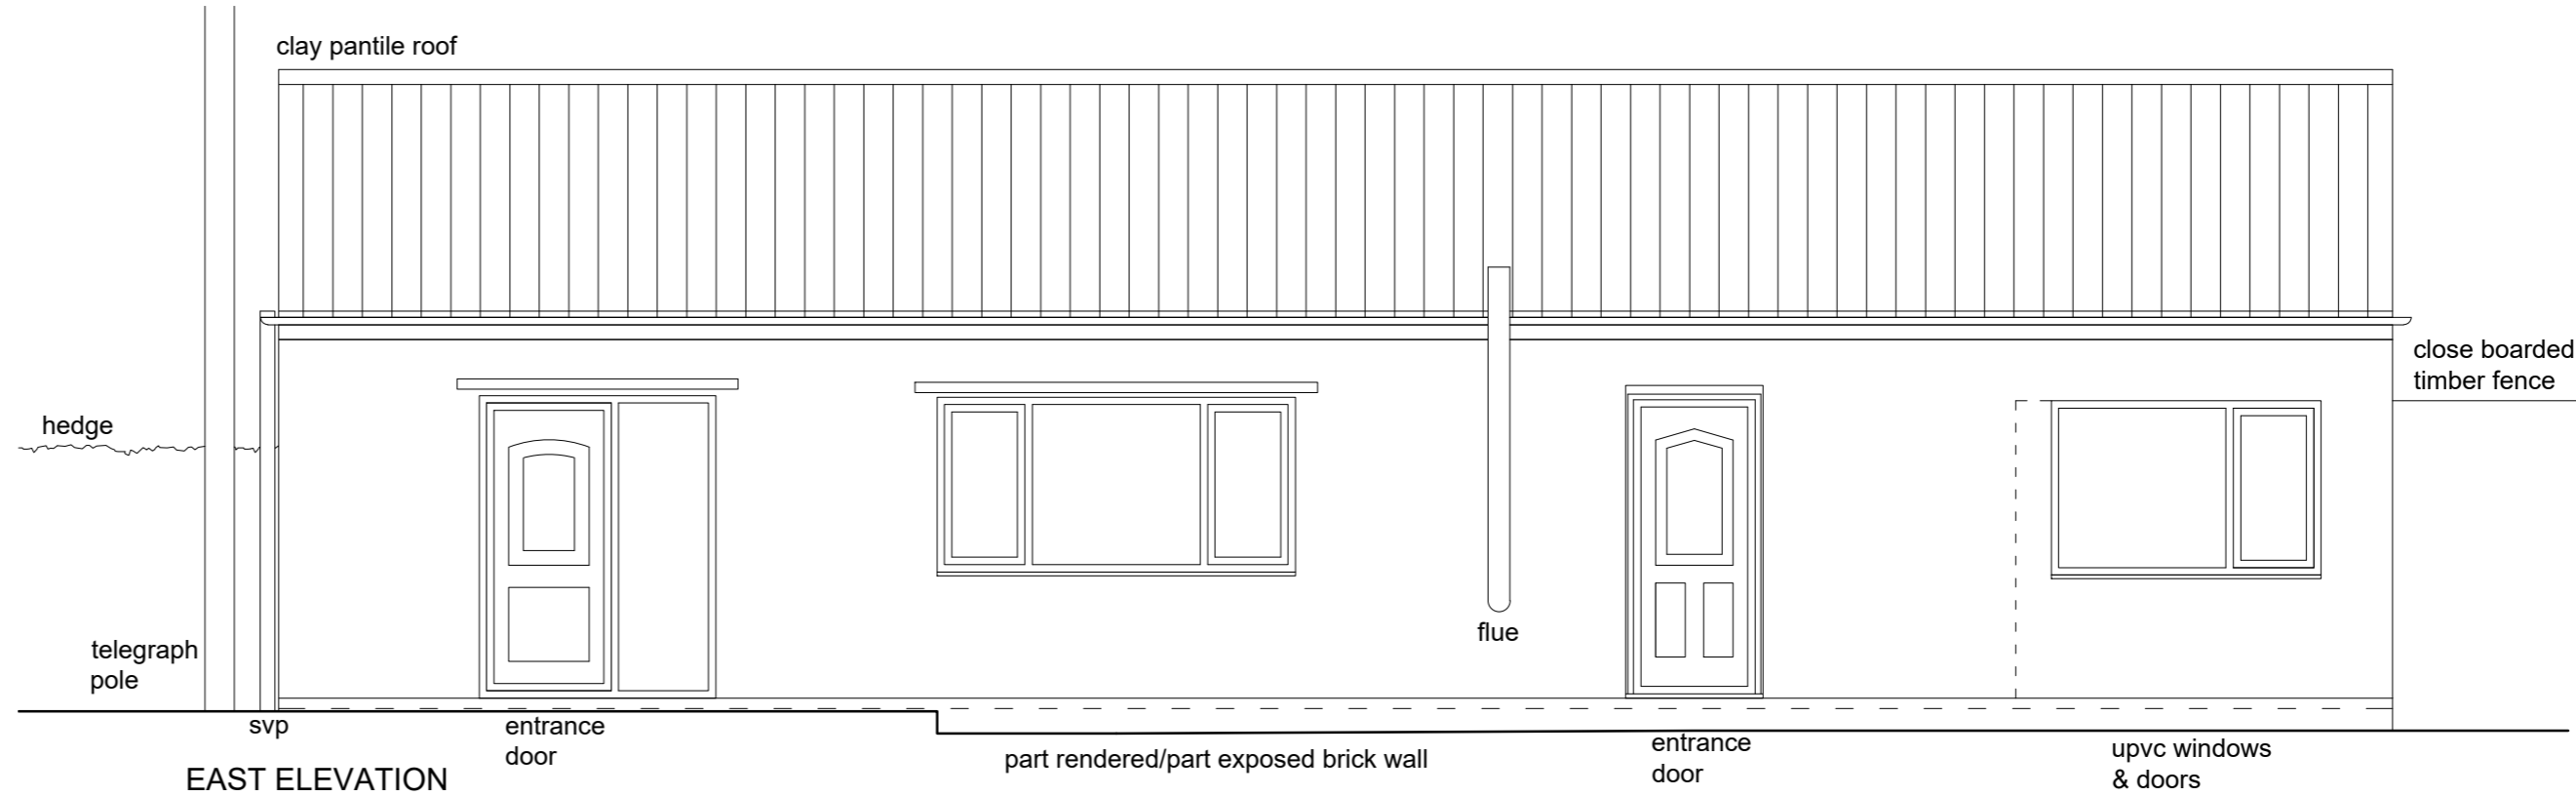 clay pantile roof
close boarded
timber fence
hedge
flue
telegraph
pole
svp
entrance
door
part rendered/part exposed brick wall
entrance
door
upvc windows
& doors
EAST ELEVATION